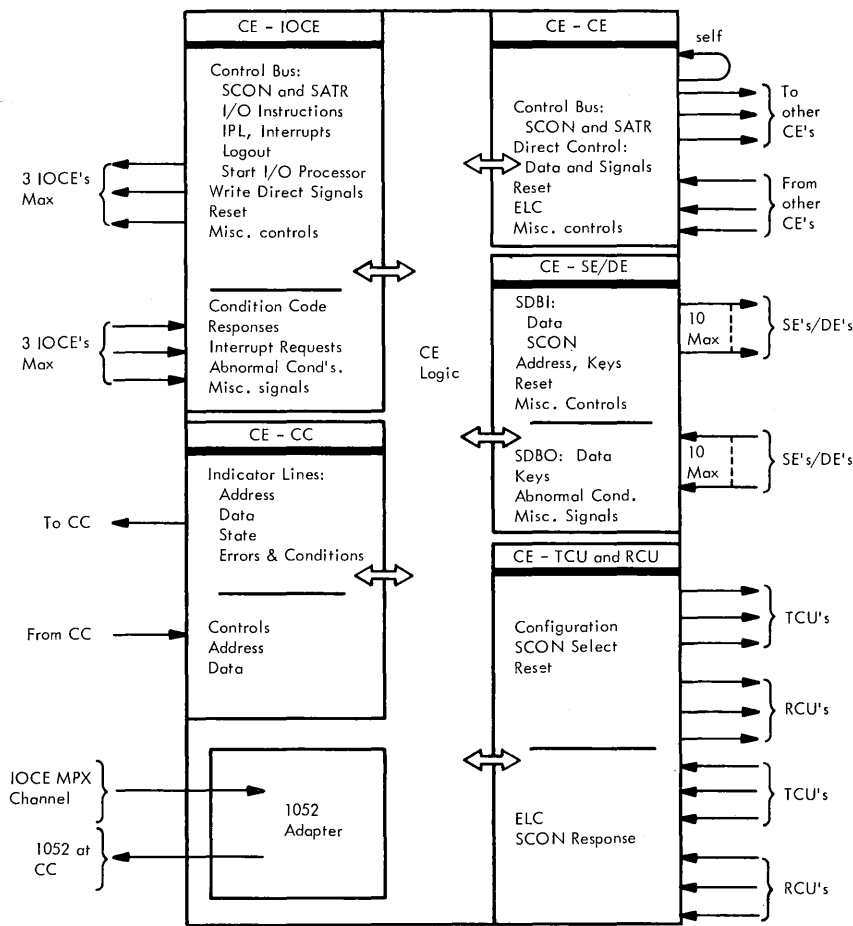 CE - IOCE
Control Bus:
SCON and SATR
I/O Instructions
IPL, Interrupts
Logout
Start I/O Processor
Write Direct Signals
Reset
Misc. controls
3 IOCE's
Max
Condition Code
Responses
Interrupt Requests
Abnormal Cond's.
Misc. signals
3 IOCE's
Max
CE - CC
Indicator Lines:
Address
Data
State
Errors & Conditions
To CC
Controls
Address
Data
From CC
IOCE MPX
Channel
1052
Adapter
1052 at
CC
CE
Logic
CE - CE
self
Control Bus:
SCON and SATR
Direct Control:
Data and Signals
Reset
ELC
Misc. controls
To
other
CE's
From
other
CE's
CE - SE/DE
SDBI:
Data
SCON
Address, Keys
Reset
Misc. Controls
10
Max
SE's/DE's
SDBO: Data
Keys
Abnormal Cond.
Misc. Signals
10
Max
SE's/DE's
CE - TCU and RCU
Configuration
SCON Select
Reset
TCU's
RCU's
ELC
SCON Response
TCU's
RCU's